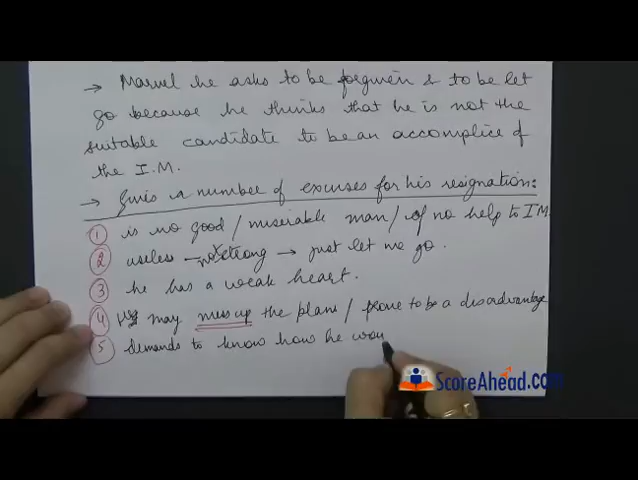 → Marvel he asks to be forgiven & to be let
go because he thinks that he is not the
suitable candidate to be an accomplice of
the I.M.
→ Gives a number of excuses for his resignation:
① is no good / miserable man / of no help to I.M.
② useless - not strong → just let me go.
③ he has a weak heart.
④ may mess up the plans / prove to be a disadvantage
⑤ demands to know how he wou
ScoreAhead.com